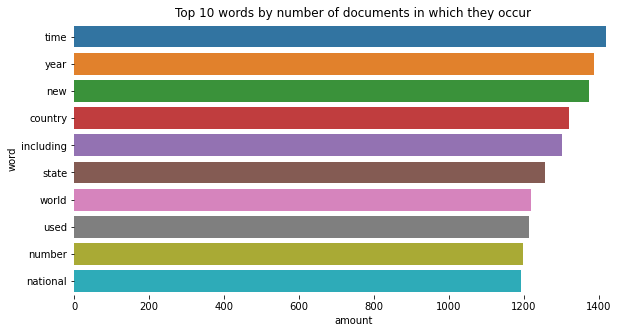 Top 10 words by number of documents in which they occur
time
year
new
country
including
state
world
used
number
national
word
0 200 400 600 800 1000 1200 1400
amount